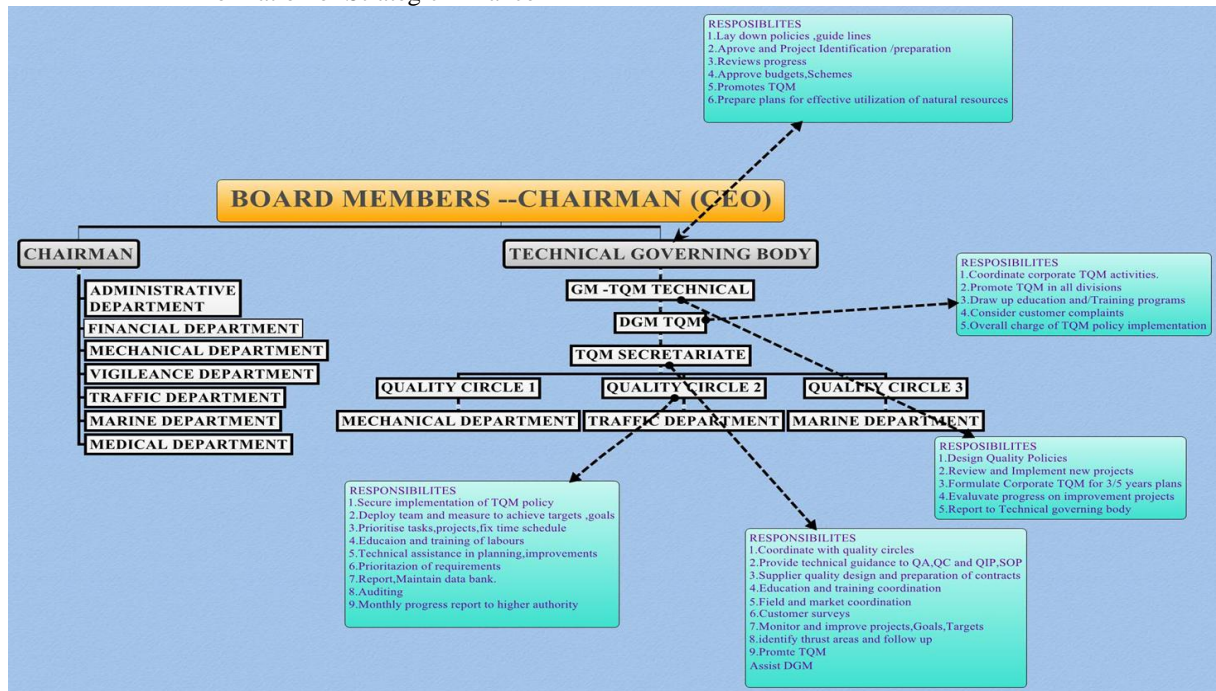 RESPOSIBLITES
1.Lay down policies ,guide lines
2.Aprove and Project Identification /preparation
3.Reviews progress
4.Approve budgets,Schemes
5.Promotes TQM
6.Prepare plans for effective utilization of natural resources
BOARD MEMBERS --CHAIRMAN (CEO)
CHAIRMAN
ADMINISTRATIVE
DEPARTMENT
FINANCIAL DEPARTMENT
MECHANICAL DEPARTMENT
VIGILEANCE DEPARTMENT
TRAFFIC DEPARTMENT
MARINE DEPARTMENT
MEDICAL DEPARTMENT
TECHNICAL GOVERNING BODY
GM -TQM TECHNICAL
DGM TQM
TQM SECRETARIATE
QUALITY CIRCLE 1
QUALITY CIRCLE 2
QUALITY CIRCLE 3
MECHANICAL DEPARTMENT
TRAFFIC DEPARTMENT
MARINE DEPARTMENT
RESPOSIBILITES
1.Coordinate corporate TQM activities.
2.Promote TQM in all divisions
3.Draw up education and/Training programs
4.Consider customer complaints
5.Overall charge of TQM policy implementation
RESPOSIBILITES
1.Design Quality Policies
2.Review and Implement new projects
3.Formulate Corporate TQM for 3/5 years plans
4.Evaluvate progress on improvement projects
5.Report to Technical governing body
RESPONSIBILITES
1.Secure implementation of TQM policy
2.Deploy team and measure to achieve targets ,goals
3.Prioritise tasks,projects,fix time schedule
4.Educaion and training of labours
5.Technical assistance in planning,improvements
6.Prioritazion of requirements
7.Report,Maintain data bank.
8.Auditing
9.Monthly progress report to higher authority
RESPOSIBILITES
1.Coordinate with quality circles
2.Provide technical guidance to QA,QC and QIP,SOP
3.Supplier quality design and preparation of contracts
4.Education and training coordination
5.Field and market coordination
6.Customer surveys
7.Monitor and improve projects,Goals,Targets
8.identify thrust areas and follow up
9.Promte TQM
Assist DGM